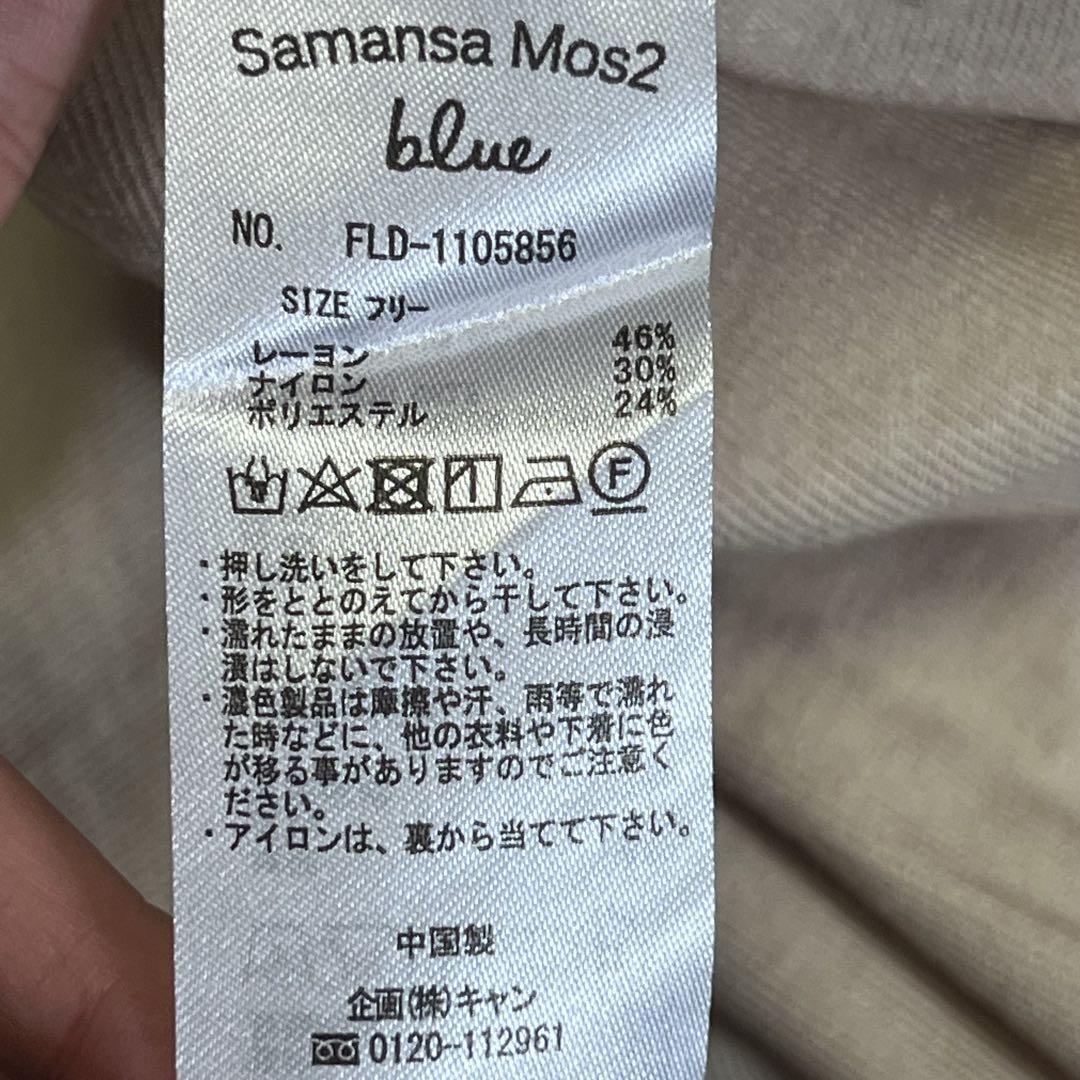 Samansa Mos2
blue
NO. FLD-1105856
SIZE フリー
レーヨン 46%
ナイロン 30%
ポリエステル 24%
F
・押し洗いをして下さい。
・形をととのえてから干して下さい。
・濡れたままの放置や、長時間の浸
漬はしないで下さい。
・濃色製品は摩擦や汗、雨等で濡れ
た時などに、他の衣料や下着に色
が移る事がありますのでご注意く
ださい。
・アイロンは、裏から当てて下さい。
中国製
企画(株)キャン
0120-112961